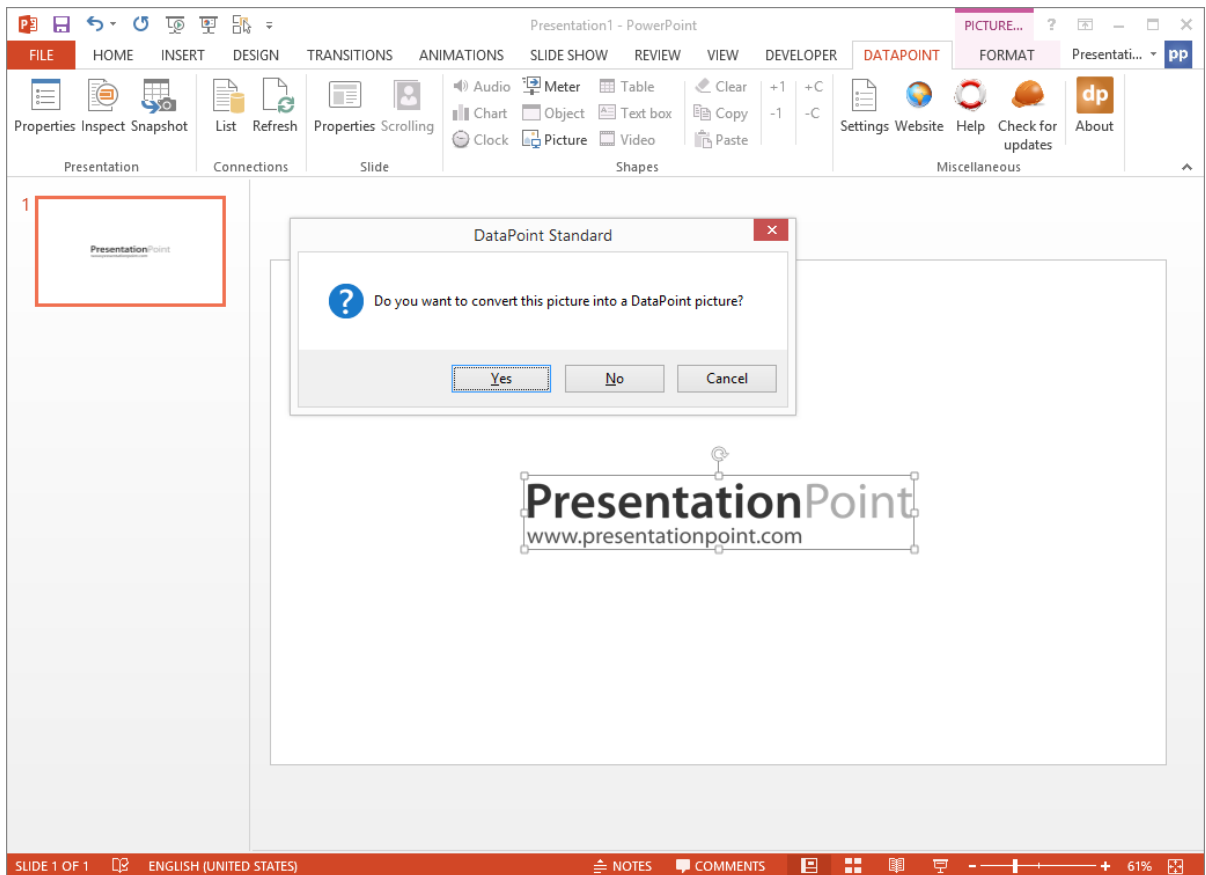 Presentation1 - PowerPoint
PICTURE... ?
FILE HOME INSERT DESIGN TRANSITIONS ANIMATIONS SLIDE SHOW REVIEW VIEW DEVELOPER DATAPOINT FORMAT Presentati... pp
Audio Meter Table Clear +1 +C
Chart Object Text box Copy -1 -C
Clock Picture Video Paste
Properties Inspect Snapshot List Refresh Properties Scrolling Settings Website Help Check for updates dp About
Presentation Connections Slide Shapes Miscellaneous
1
PresentationPoint
www.presentationpoint.com
DataPoint Standard
Do you want to convert this picture into a DataPoint picture?
Yes No Cancel
PresentationPoint
www.presentationpoint.com
SLIDE 1 OF 1 ENGLISH (UNITED STATES) NOTES COMMENTS - + 61%